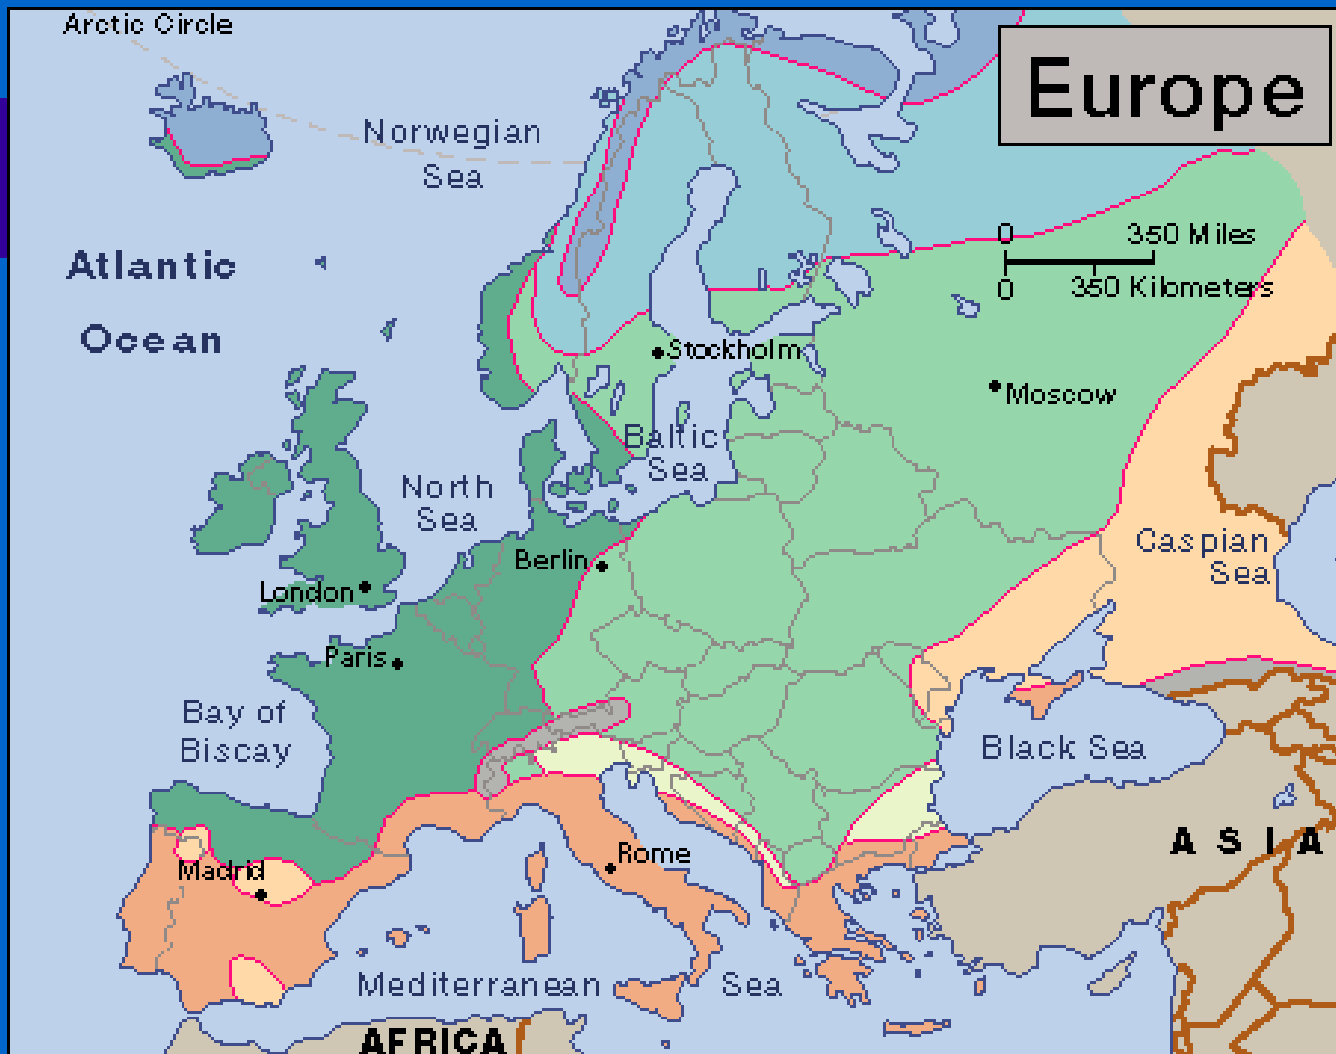 Arctic Circle
Europe
Norwegian
Sea
Atlantic
Ocean
0 350 Miles
0 350 Kilometers
Stockholm
Moscow
Baltic
Sea
North
Sea
Berlin
Caspian
Sea
London
Paris
Bay of
Biscay
Black Sea
ASIA
Rome
Madrid
Mediterranean Sea
AFRICA